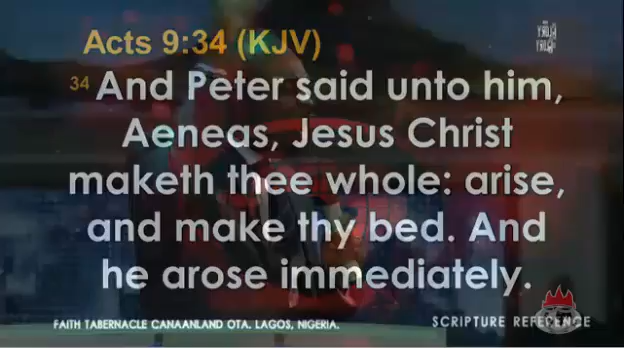 Acts 9:34 (KJV)
34 And Peter said unto him,
Aeneas, Jesus Christ
maketh thee whole: arise,
and make thy bed. And
he arose immediately.
FAITH TABERNACLE CANAANLAND OTA. LAGOS, NIGERIA.
SCRIPTURE REFERENCE